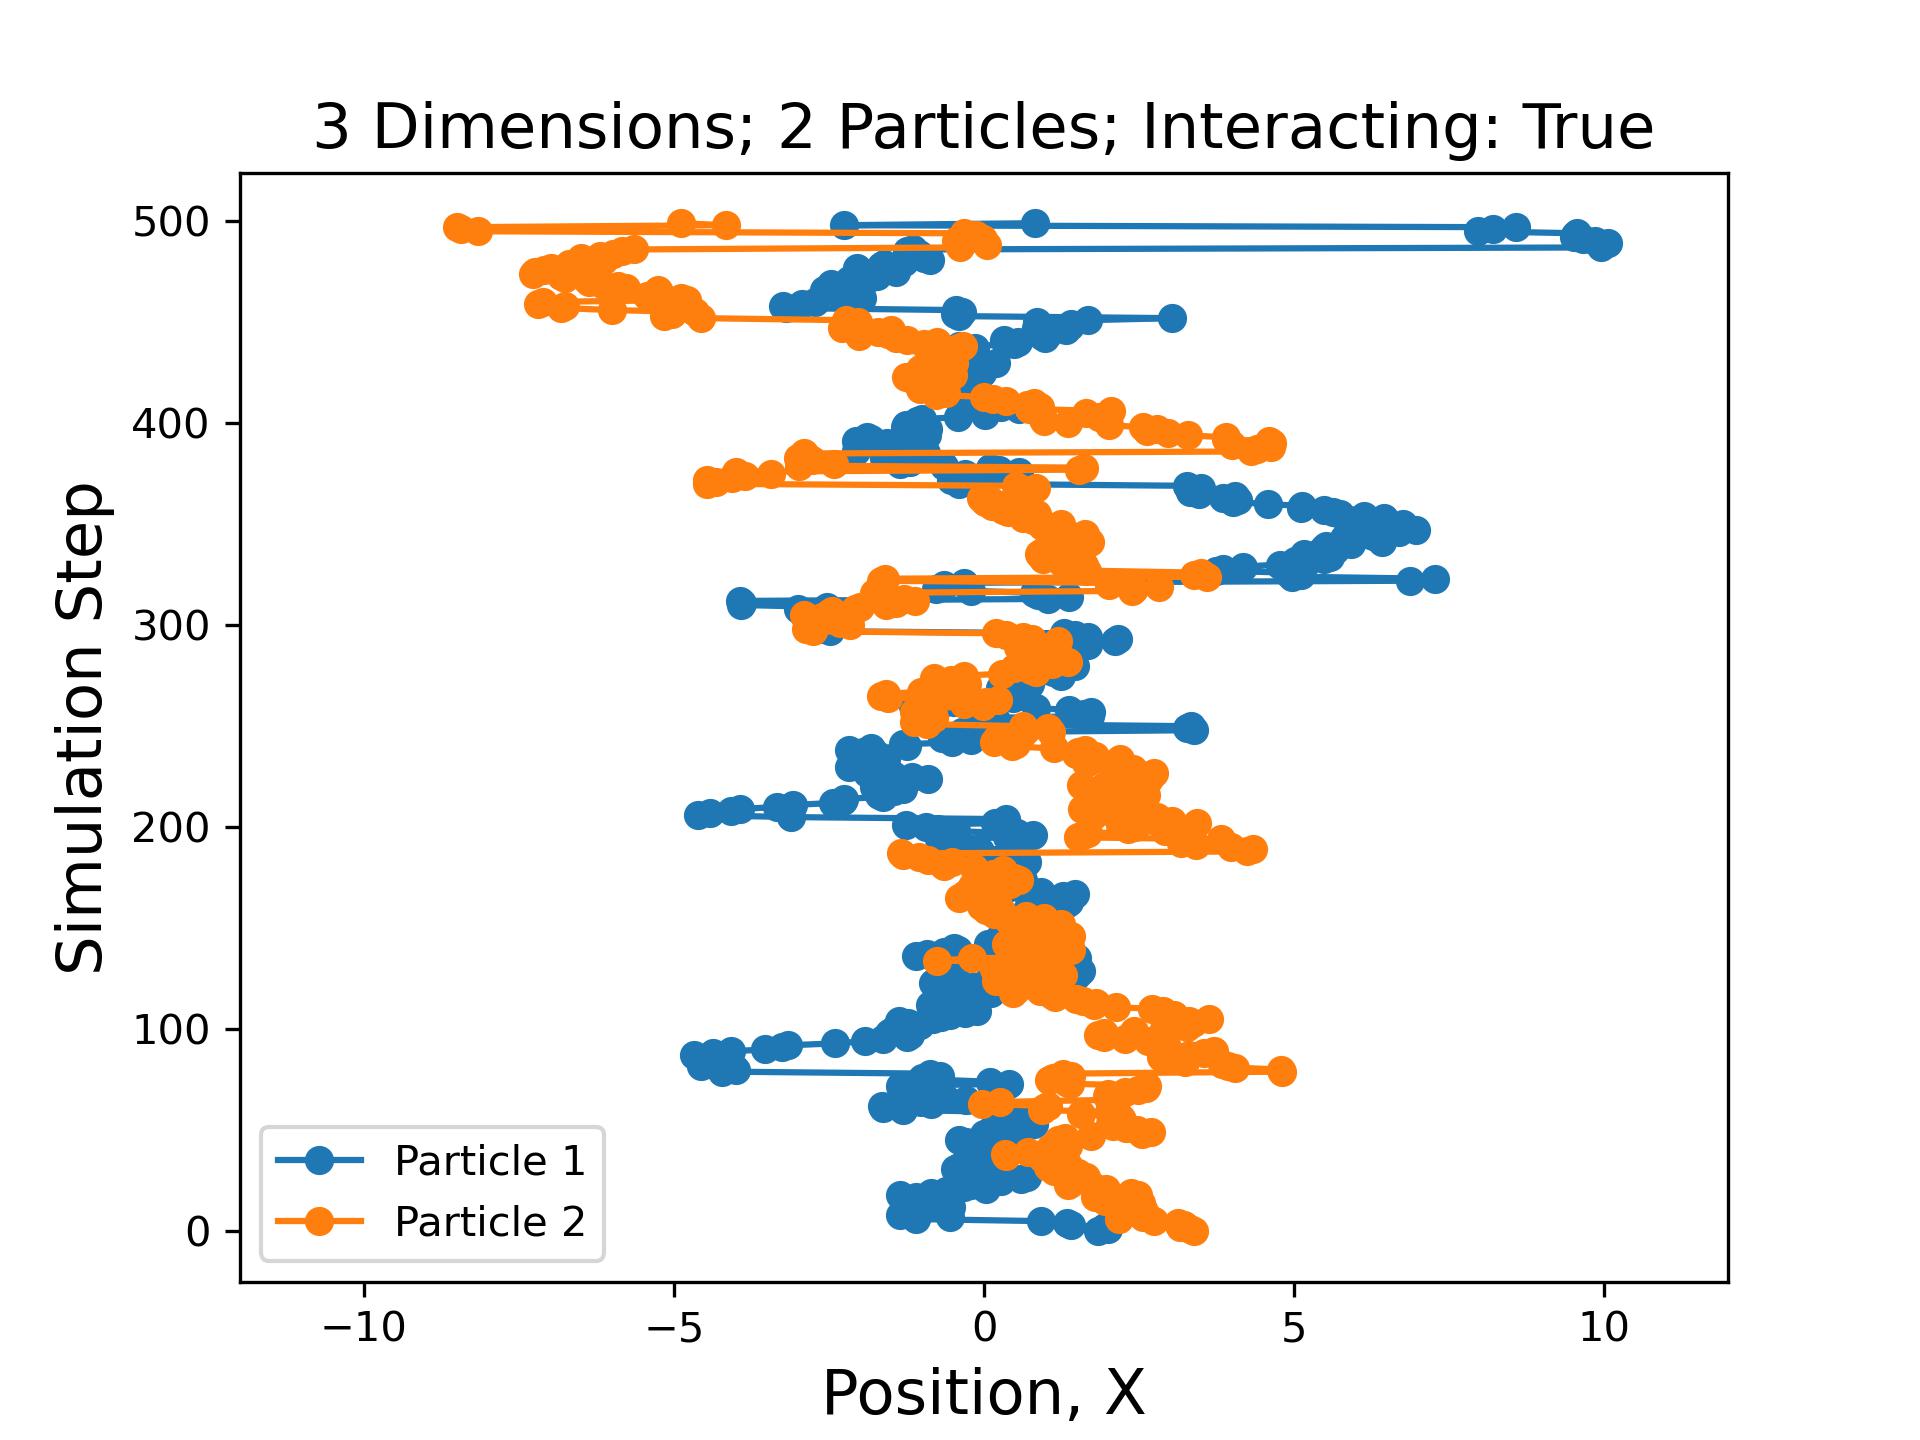 3 Dimensions; 2 Particles; Interacting: True
Simulation Step
500
400
300
200
100
0
Particle 1
Particle 2
−10
−5
0
5
10
Position, X